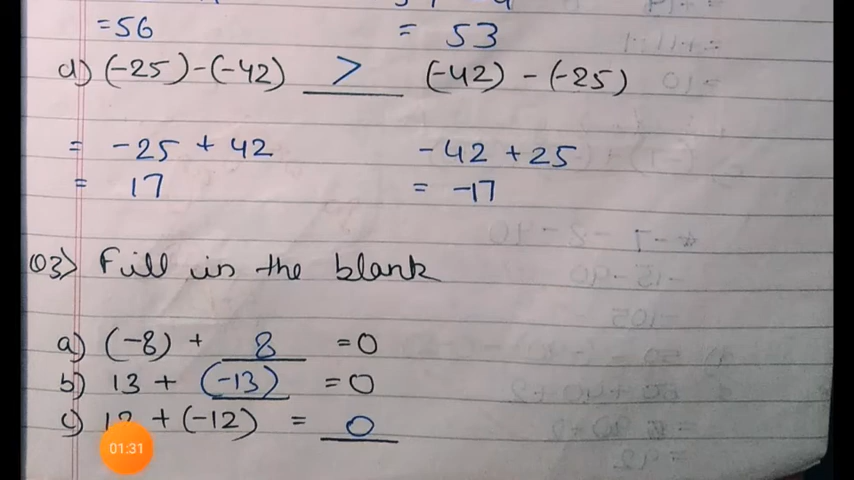 =56 = 53
d) (-25)-(-42) > (-42) - (-25)
= -25 + 42 -42 +25
= 17 = -17
Q3> Fill in the blank
a) (-8) + 8 =0
b) 13 + (-13) =0
c) 12 + (-12) = 0
01:31